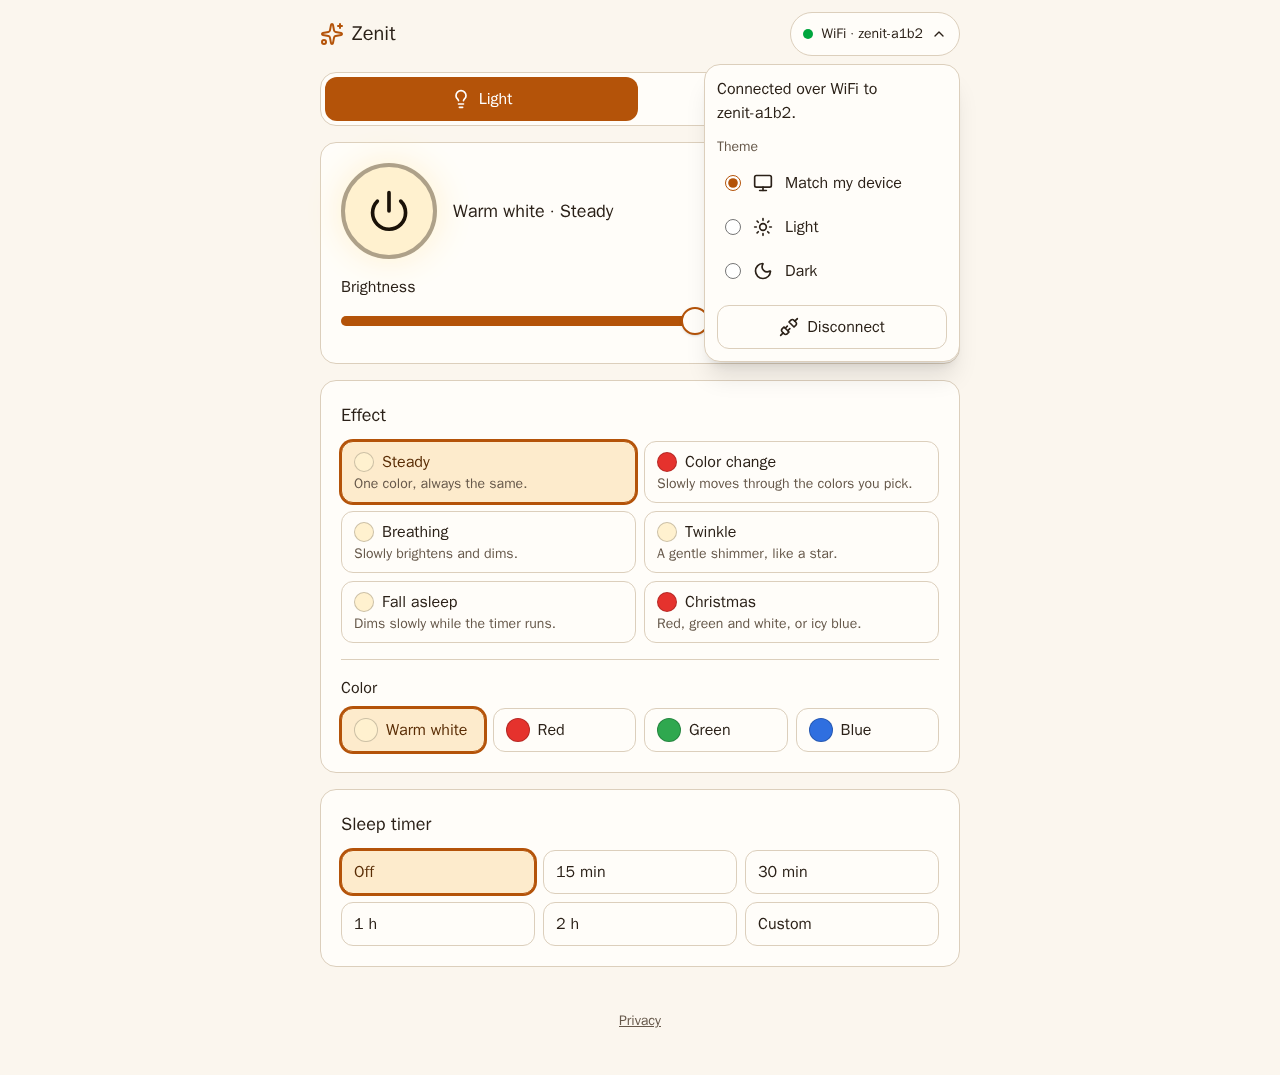 Zenit
WiFi · zenit-a1b2
Light
Connected over WiFi to
zenit-a1b2.
Theme
Match my device
Light
Dark
Disconnect
Warm white · Steady
Brightness
Effect
Steady
One color, always the same.
Color change
Slowly moves through the colors you pick.
Breathing
Slowly brightens and dims.
Twinkle
A gentle shimmer, like a star.
Fall asleep
Dims slowly while the timer runs.
Christmas
Red, green and white, or icy blue.
Color
Warm white
Red
Green
Blue
Sleep timer
Off
15 min
30 min
1 h
2 h
Custom
Privacy